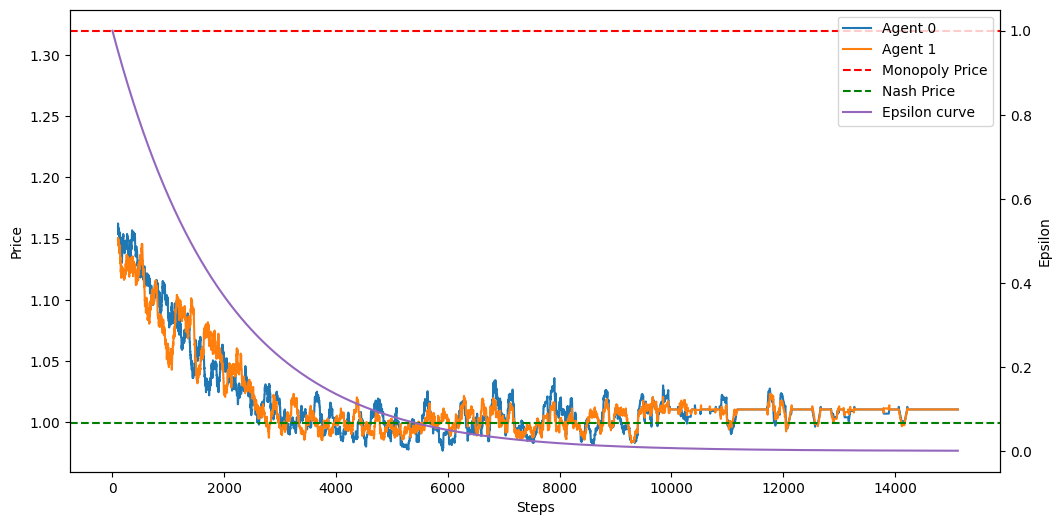 Agent 0
Agent 1
Monopoly Price
Nash Price
Epsilon curve
1.30
1.25
1.20
1.15
1.10
1.05
1.00
Price
1.0
0.8
0.6
0.4
0.2
0.0
Epsilon
0 2000 4000 6000 8000 10000 12000 14000
Steps